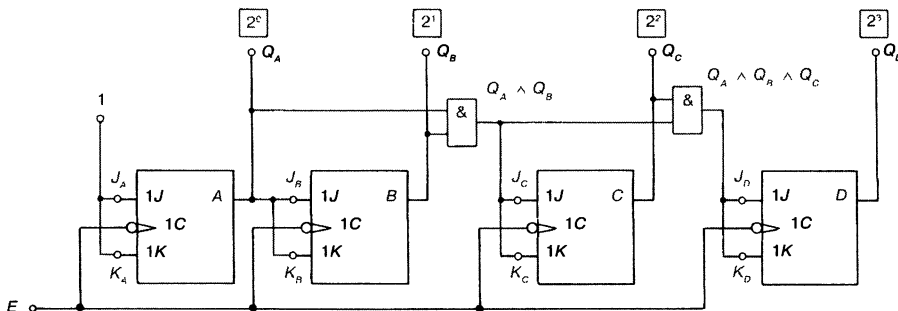 2⁰ 2¹ 2² 2³
Q_A Q_B Q_C
Q_A ∧ Q_B Q_A ∧ Q_B ∧ Q_C
1 & &
J_A J_B J_C J_D
1J A 1J B 1J C 1J D
1C 1C 1C 1C
1K 1K 1K 1K
K_A K_B K_C K_D
E